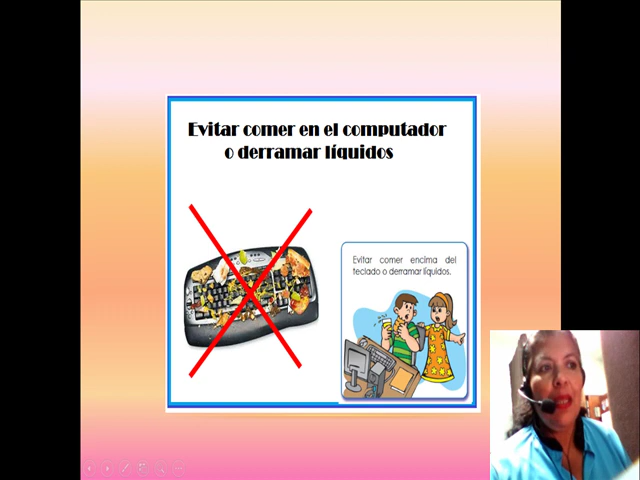 Evitar comer en el computador
o derramar líquidos
Evitar comer encima del
teclado o derramar líquidos.